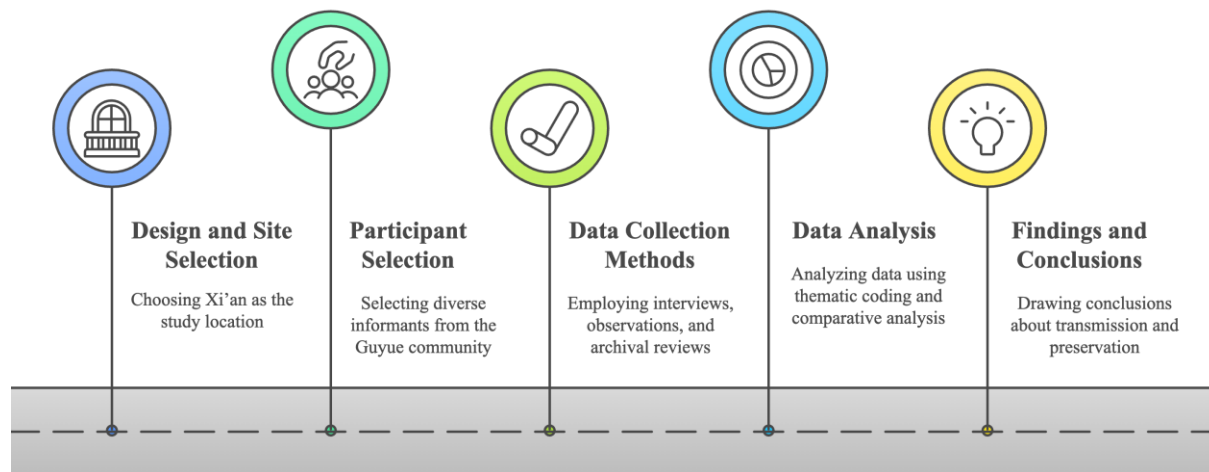 Design and Site
Selection
Choosing Xi'an as the
study location
Participant
Selection
Selecting diverse
informants from the
Guyue community
Data Collection
Methods
Employing interviews,
observations, and
archival reviews
Data Analysis
Analyzing data using
thematic coding and
comparative analysis
Findings and
Conclusions
Drawing conclusions
about transmission and
preservation